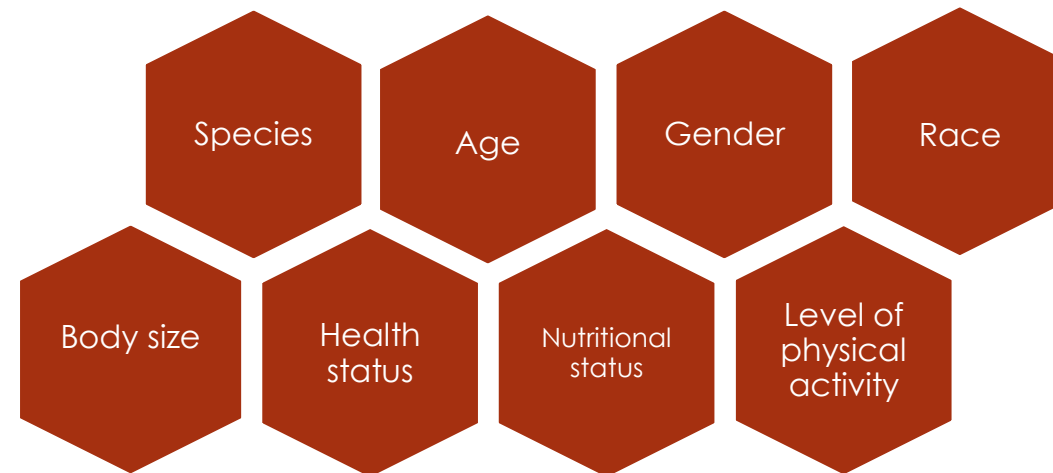 Species
Age
Gender
Race
Body size
Health
status
Nutritional
status
Level of
physical
activity